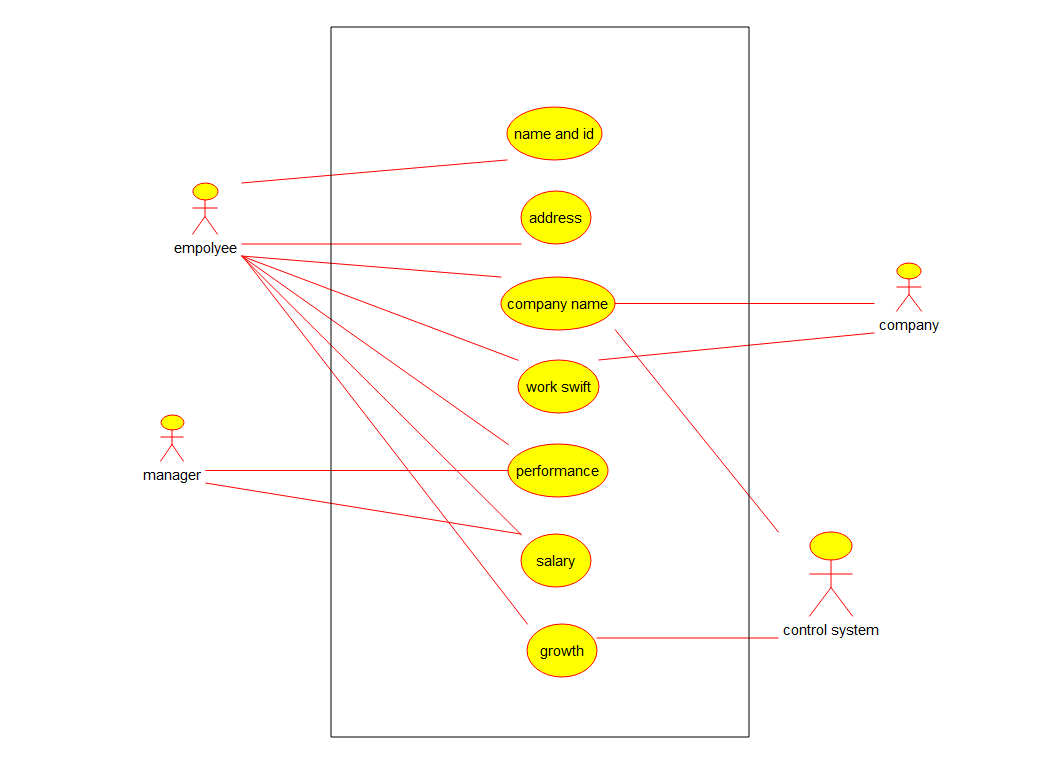 name and id
address
empolyee
company name
company
work swift
performance
manager
salary
control system
growth